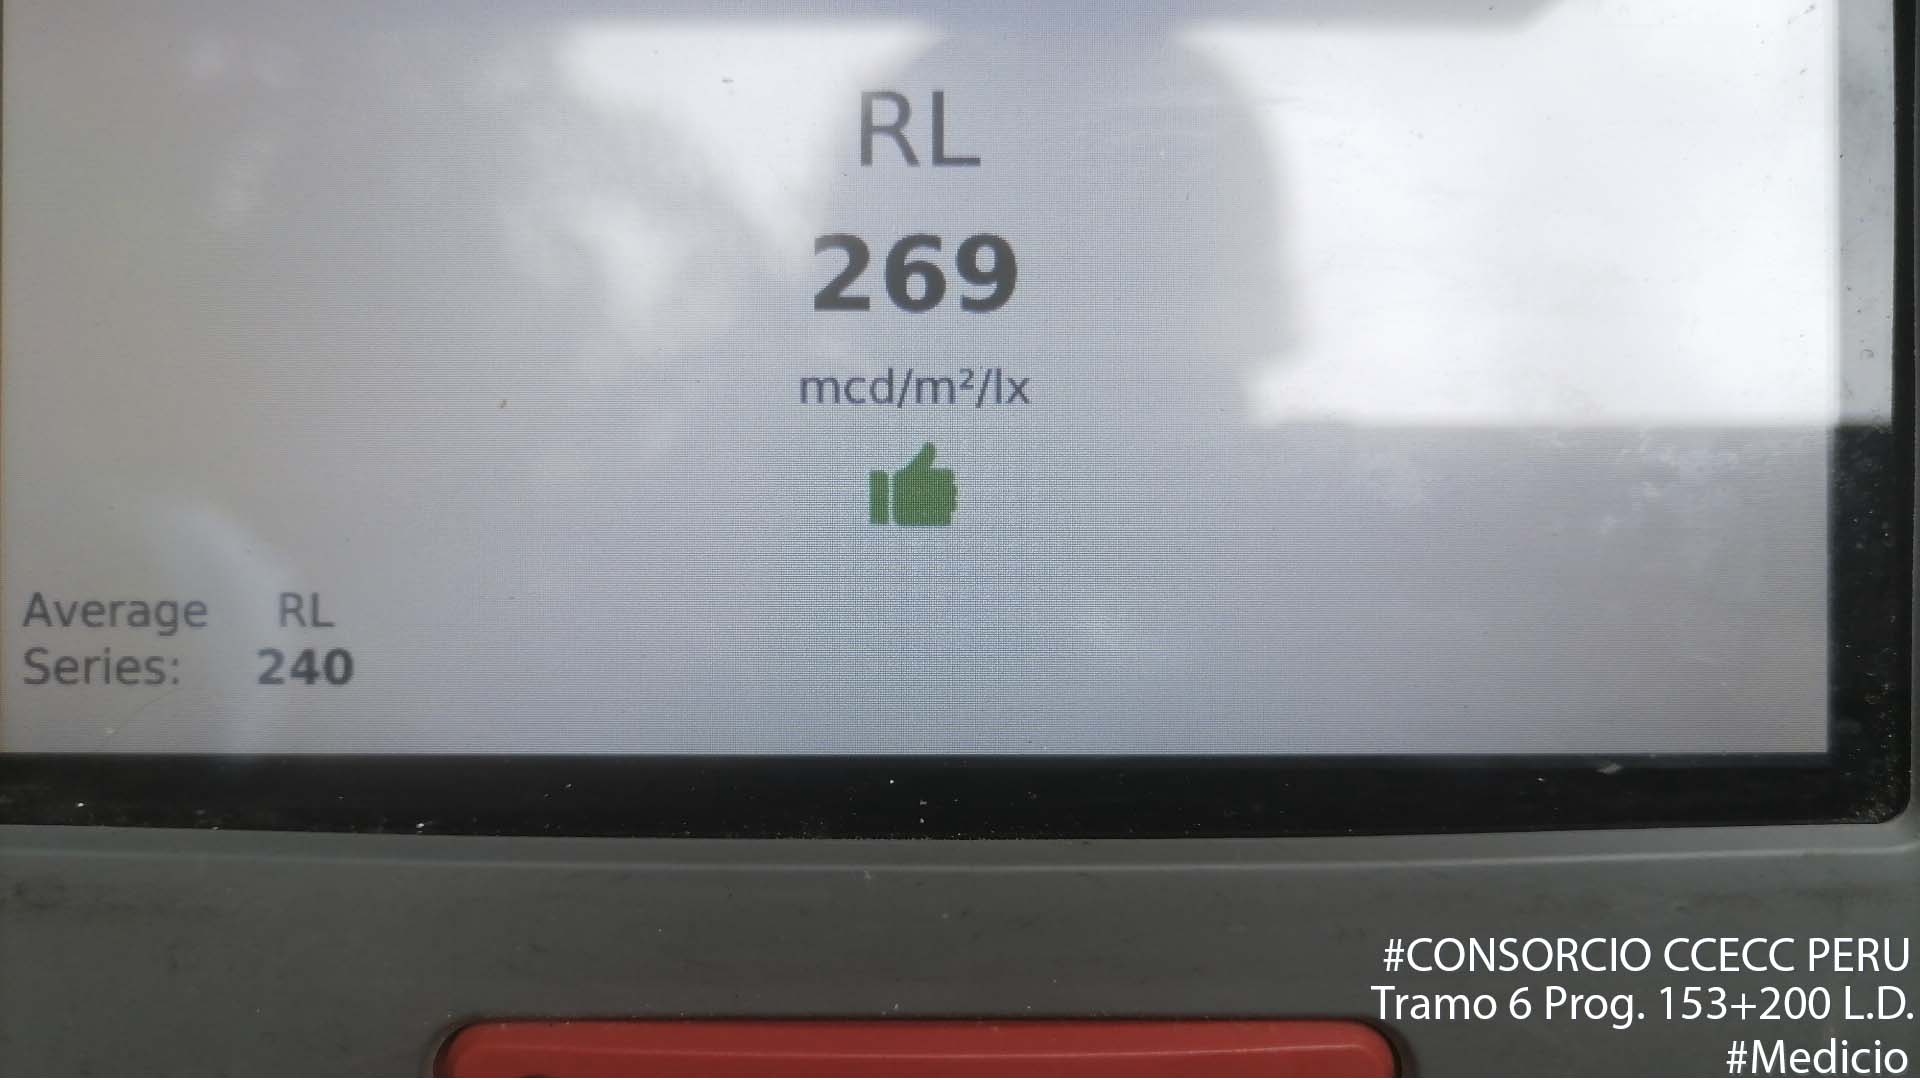 RL
269
mcd/m²/lx
Average RL
Series: 240
#CONSORCIO CCECC PERU
Tramo 6 Prog. 153+200 L.D.
#Medicio